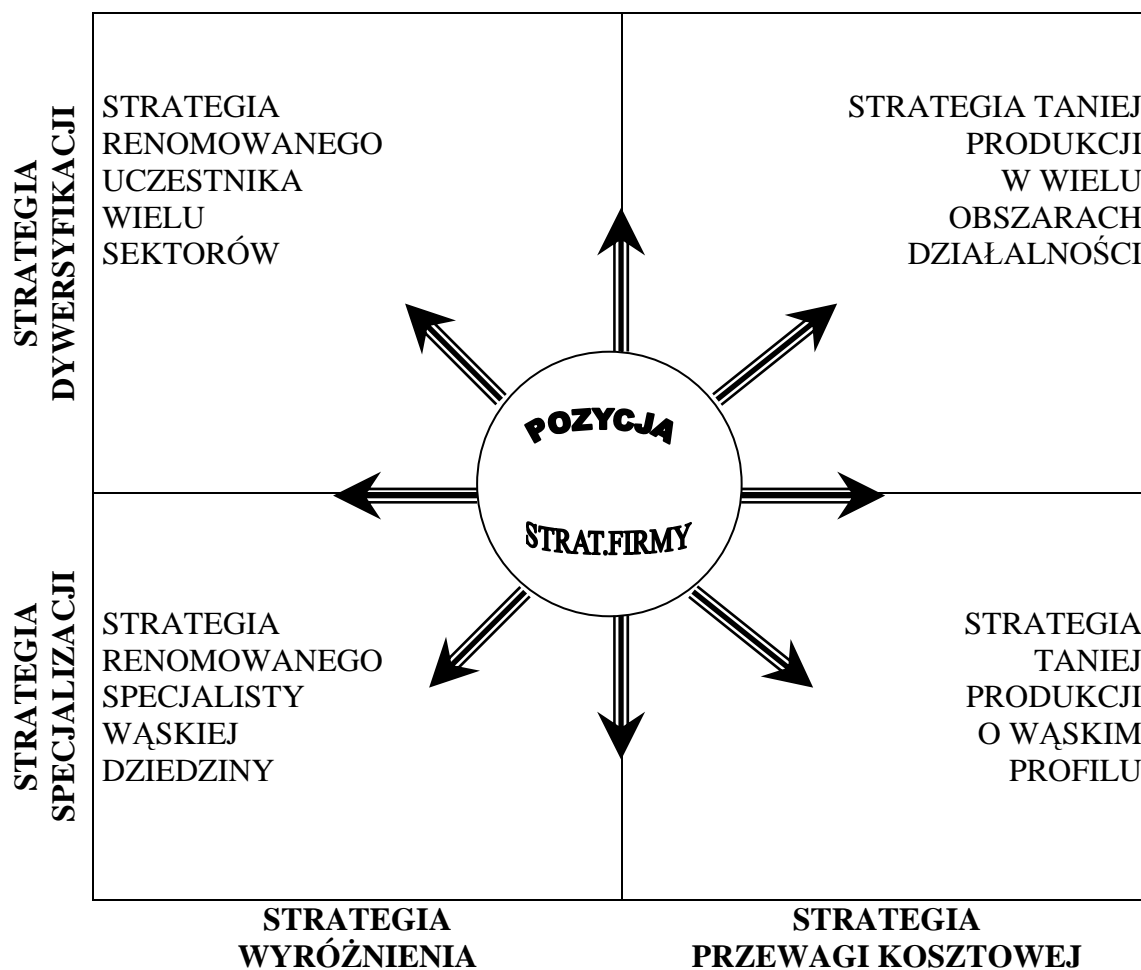 STRATEGIA
DYWERSYFIKACJI
STRATEGIA
RENOMOWANEGO
UCZESTNIKA
WIELU
SEKTORÓW
STRATEGIA TANIEJ
PRODUKCJI
W WIELU
OBSZARACH
DZIAŁALNOŚCI
POZYCJA
STRAT.FIRMY
STRATEGIA
SPECJALIZACJI
STRATEGIA
RENOMOWANEGO
SPECJALISTY
WĄSKIEJ
DZIEDZINY
STRATEGIA
TANIEJ
PRODUKCJI
O WĄSKIM
PROFILU
STRATEGIA
WYRÓŻNIENIA
STRATEGIA
PRZEWAGI KOSZTOWEJ